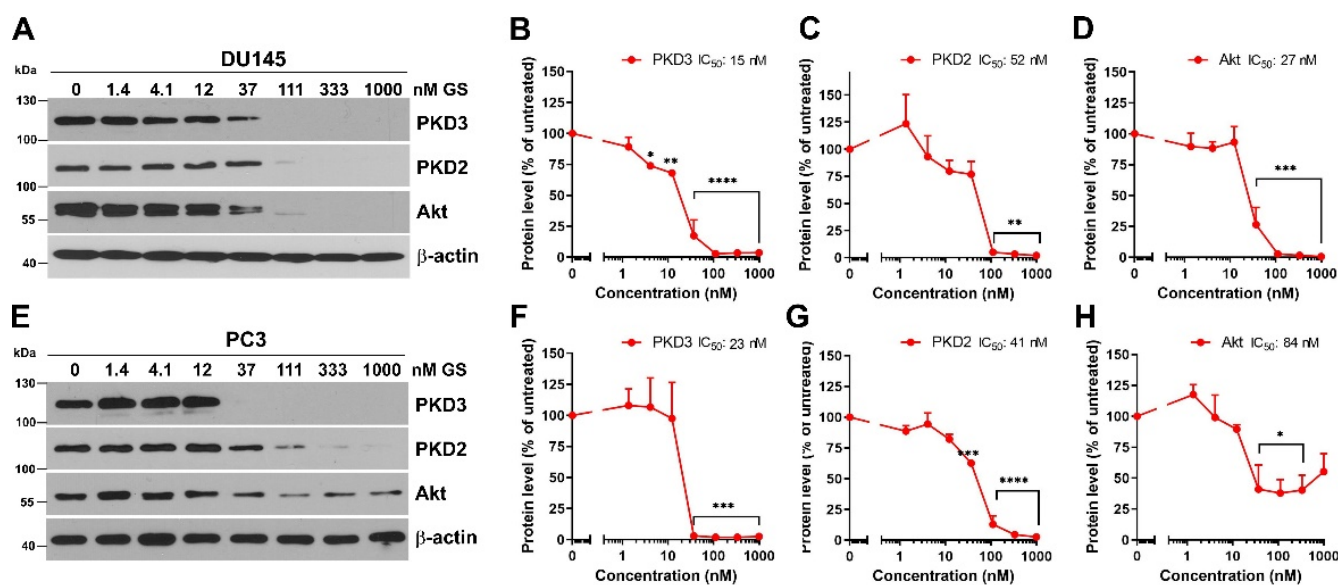 A
DU145
kDa
0 1.4 4.1 12 37 111 333 1000 nM GS
130
PKD3
100
PKD2
100
Akt
55
β-actin
40
B
PKD3 IC50: 15 nM
Protein level (% of untreated)
150
125
100
75
50
25
0
* ** ****
0 1 10 100 1000
Concentration (nM)
C
PKD2 IC50: 52 nM
Protein level (% of untreated)
125
100
75
50
25
0
**
0 1 10 100 1000
Concentration (nM)
D
Akt IC50: 27 nM
Protein level (% of untreated)
150
125
100
75
50
25
0
***
0 1 10 100 1000
Concentration (nM)
E
PC3
kDa
0 1.4 4.1 12 37 111 333 1000 nM GS
130
PKD3
100
PKD2
100
Akt
55
β-actin
40
F
PKD3 IC50: 23 nM
Protein level (% of untreated)
150
125
100
75
50
25
0
***
0 1 10 100 1000
Concentration (nM)
G
PKD2 IC50: 41 nM
Protein level (% of untreated)
150
125
100
75
50
25
0
*** ****
0 1 10 100 1000
Concentration (nM)
H
Akt IC50: 84 nM
Protein level (% of untreated)
150
125
100
75
50
25
0
*
0 1 10 100 1000
Concentration (nM)